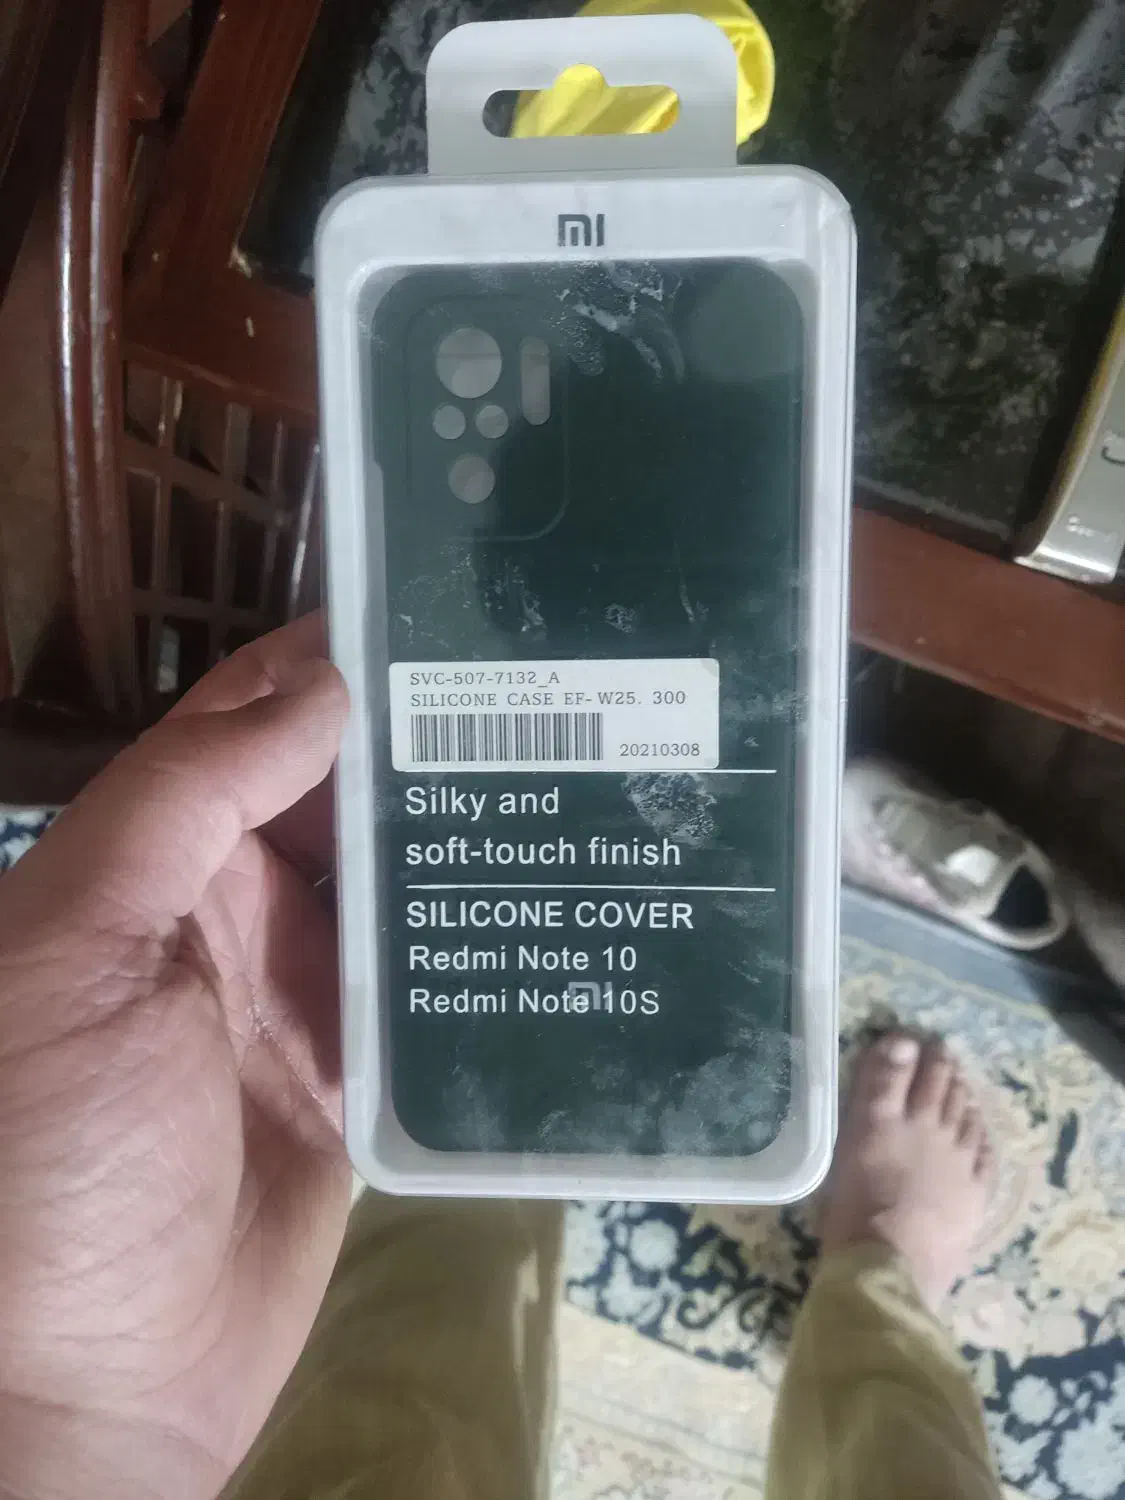 mi
SVC-507-7132_A
SILICONE CASE EF- W25. 300
20210308
Silky and
soft-touch finish
SILICONE COVER
Redmi Note 10
Redmi Note 10S
mi